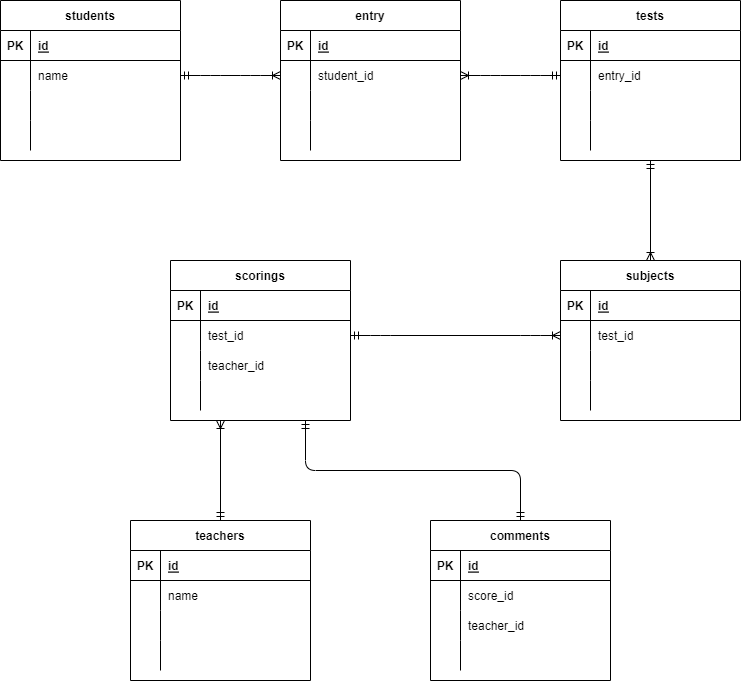 students
PK id
name
entry
PK id
student_id
tests
PK id
entry_id
scorings
PK id
test_id
teacher_id
subjects
PK id
test_id
teachers
PK id
name
comments
PK id
score_id
teacher_id